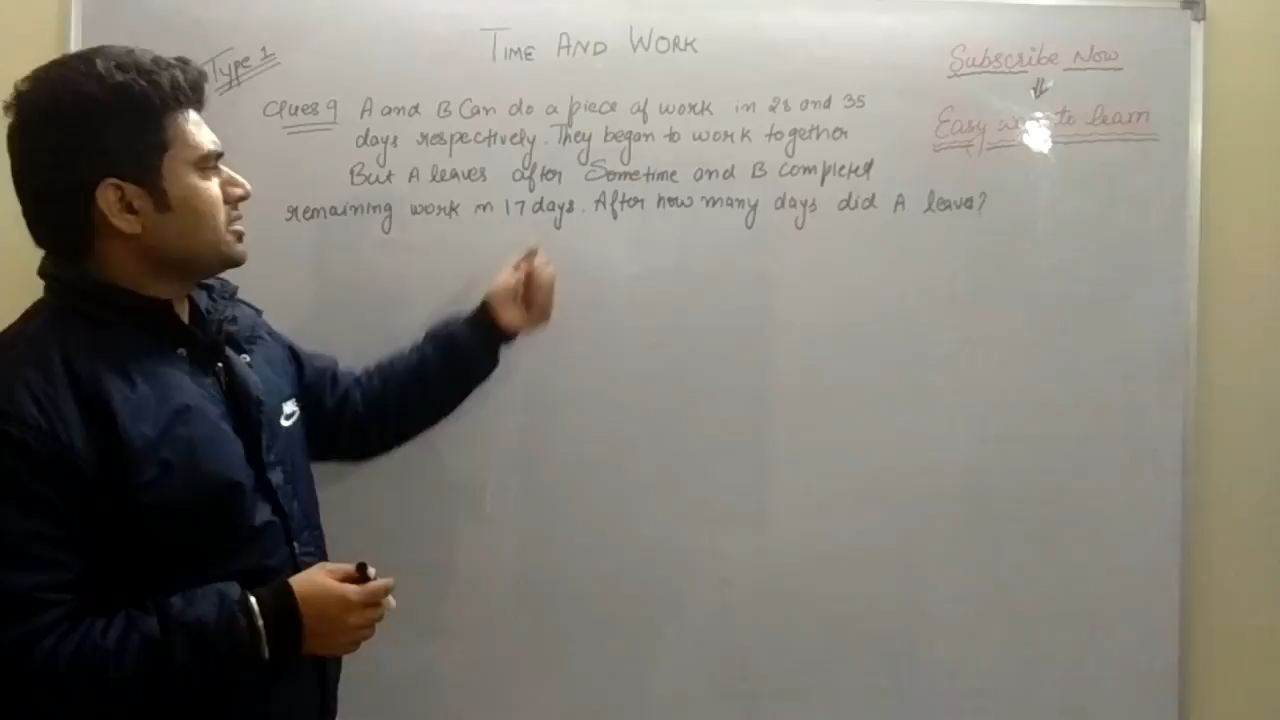 TIME AND WORK
Type 1
Subscribe Now
Easy way to learn
Ques 9 A and B Can do a piece of work in 28 and 35
days respectively. They began to work together
But A leaves after Sometime and B completed
remaining work in 17 days. After how many days did A leave?
NIKE